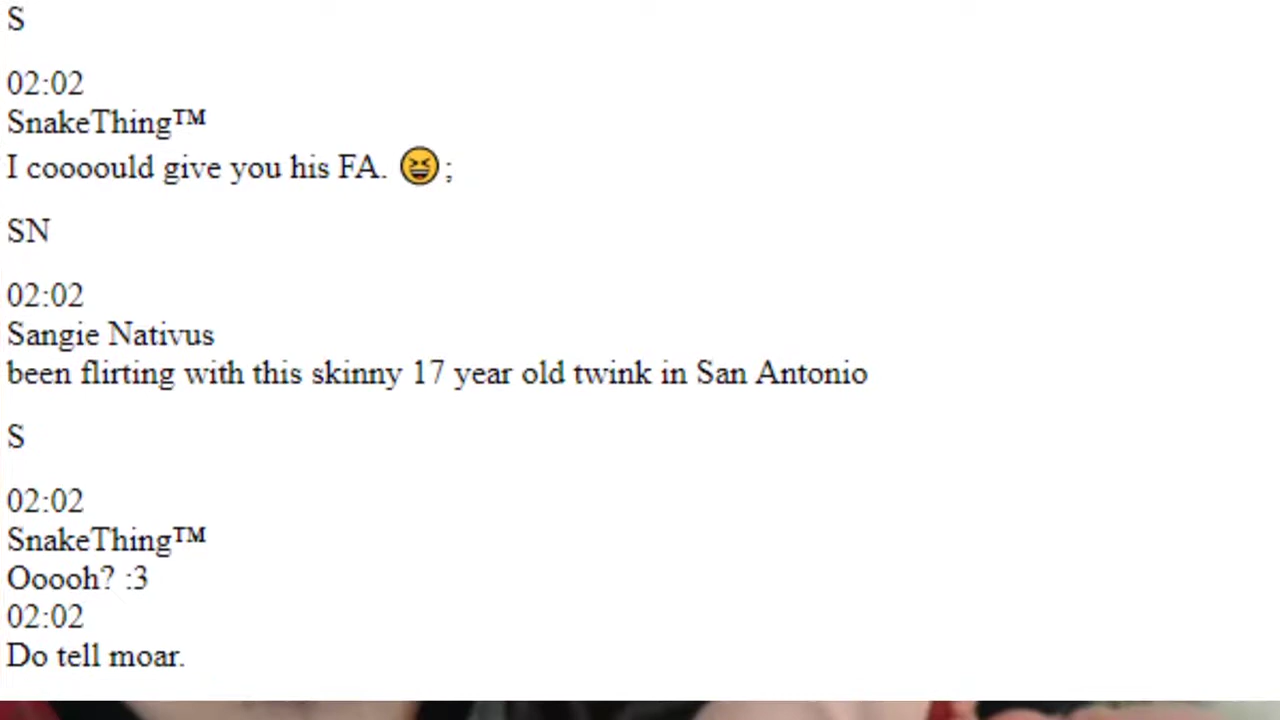 S
02:02
SnakeThing™
I coooould give you his FA. 😆;
SN
02:02
Sangie Nativus
been flirting with this skinny 17 year old twink in San Antonio
S
02:02
SnakeThing™
Ooooh? :3
02:02
Do tell moar.